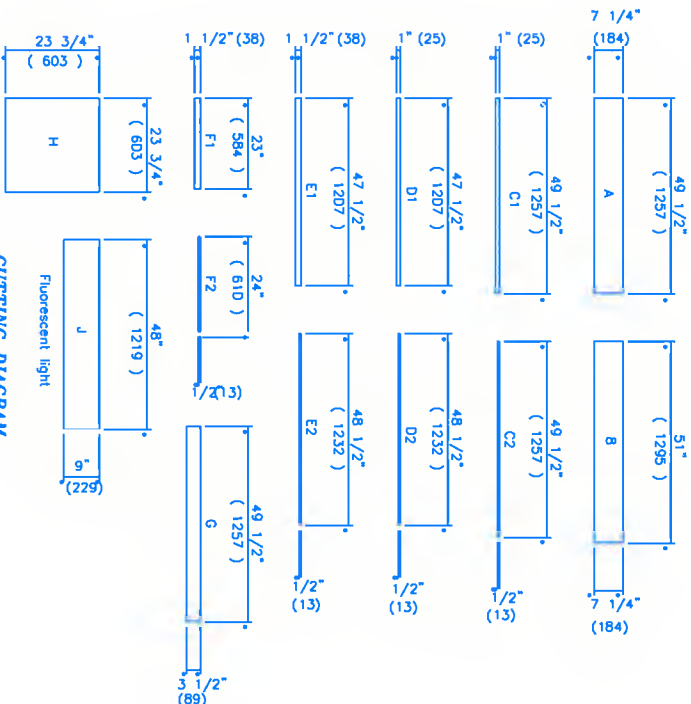 7 1/4"
(184)
49 1/2"
( 1257 )
A
51"
( 1295 )
B
7 1/4"
(184)
1" (25)
49 1/2"
( 1257 )
C1
49 1/2"
( 1257 )
C2
1/2"
(13)
1" (25)
47 1/2"
( 1207 )
D1
48 1/2"
( 1232 )
D2
1/2"
(13)
1 1/2" (38)
47 1/2"
( 1207 )
E1
48 1/2"
( 1232 )
E2
1/2"
(13)
1 1/2" (38)
23"
( 584 )
F1
24"
( 610 )
F2
1/2"(13)
49 1/2"
( 1257 )
G
3 1/2"
(89)
23 3/4"
( 603 )
23 3/4"
( 603 )
H
48"
( 1219 )
J
9"
(229)
Fluorescent light
CUTTING DIAGRAM